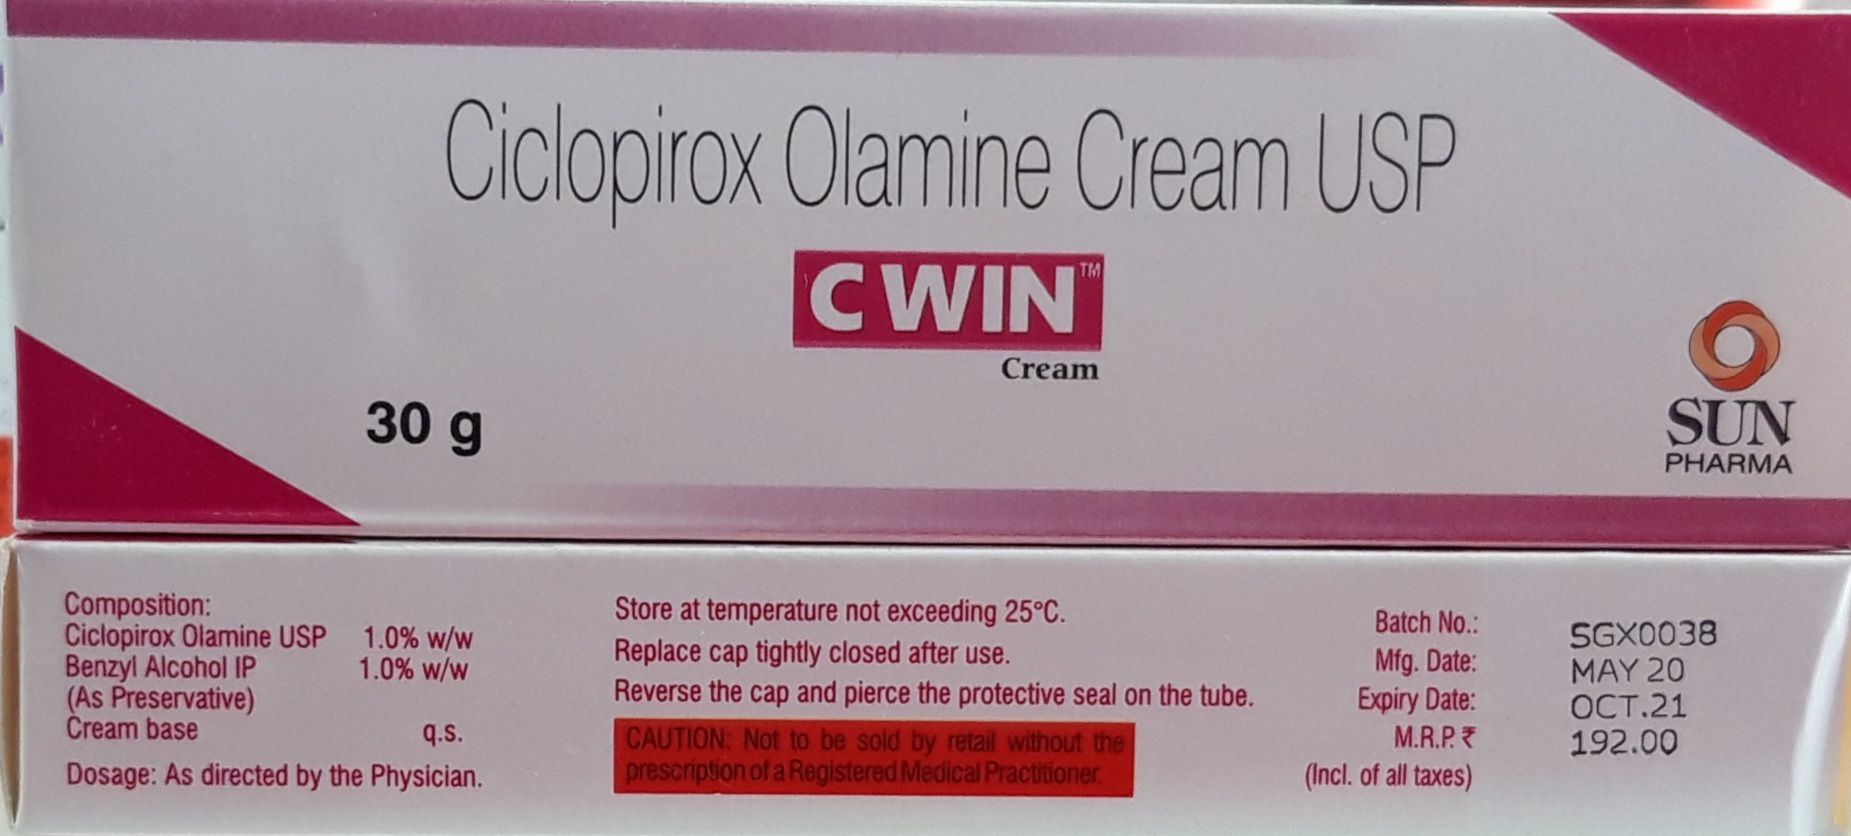 Ciclopirox Olamine Cream USP
C WIN™
Cream
30 g
SUN
PHARMA
Composition:
Ciclopirox Olamine USP 1.0% w/w
Benzyl Alcohol IP 1.0% w/w
(As Preservative)
Cream base q.s.
Dosage: As directed by the Physician.
Store at temperature not exceeding 25°C.
Replace cap tightly closed after use.
Reverse the cap and pierce the protective seal on the tube.
CAUTION: Not to be sold by retail without the
prescription of a Registered Medical Practitioner.
Batch No.: SGX0038
Mfg. Date: MAY 20
Expiry Date: OCT.21
M.R.P. ₹ 192.00
(Incl. of all taxes)